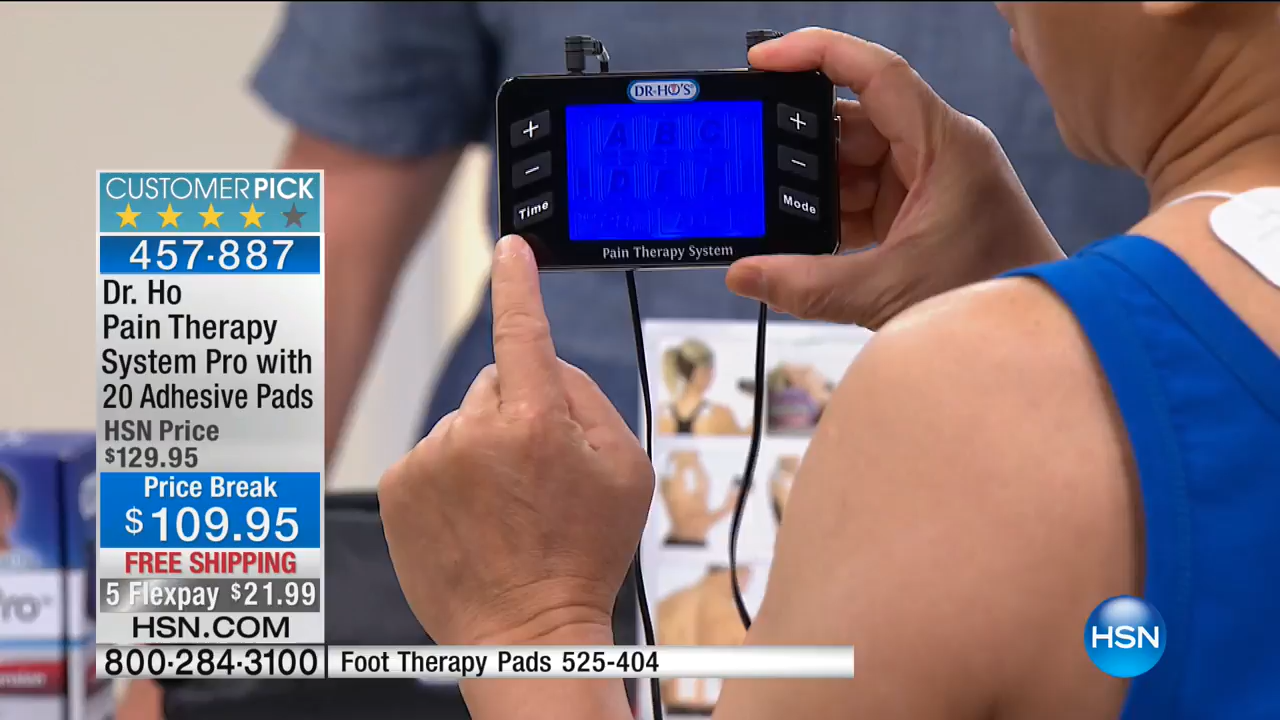 CUSTOMER PICK
457·887
Dr. Ho
Pain Therapy
System Pro with
20 Adhesive Pads
HSN Price
$129.95
Price Break
$109.95
FREE SHIPPING
5 Flexpay $21.99
HSN.COM
800·284·3100
Foot Therapy Pads 525-404
DR-HO'S
+
+
−
−
Time
Mode
A B C
Pain Therapy System
HSN